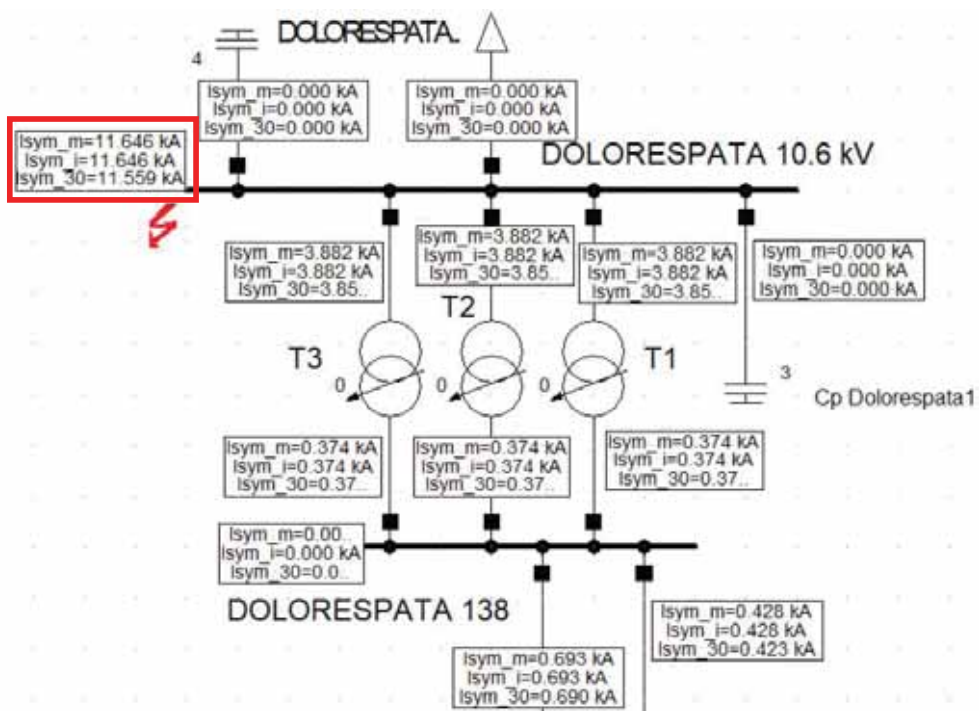 DOLORESPATA..
4
Isym_m=0.000 kA
Isym_i=0.000 kA
Isym_30=0.000 kA
Isym_m=0.000 kA
Isym_i=0.000 kA
Isym_30=0.000 kA
Isym_m=11.646 kA
Isym_i=11.646 kA
Isym_30=11.559 kA
DOLORESPATA 10.6 kV
Isym_m=3.882 kA
Isym_i=3.882 kA
Isym_30=3.85..
Isym_m=3.882 kA
Isym_i=3.882 kA
Isym_30=3.85..
Isym_m=3.882 kA
Isym_i=3.882 kA
Isym_30=3.85..
Isym_m=0.000 kA
Isym_i=0.000 kA
Isym_30=0.000 kA
T3
0
T2
0
T1
0
3
Cp Dolorespata1
Isym_m=0.374 kA
Isym_i=0.374 kA
Isym_30=0.37..
Isym_m=0.374 kA
Isym_i=0.374 kA
Isym_30=0.37..
Isym_m=0.374 kA
Isym_i=0.374 kA
Isym_30=0.37..
Isym_m=0.00..
Isym_i=0.000 kA
Isym_30=0.0..
DOLORESPATA 138
Isym_m=0.693 kA
Isym_i=0.693 kA
Isym_30=0.690 kA
Isym_m=0.428 kA
Isym_i=0.428 kA
Isym_30=0.423 kA